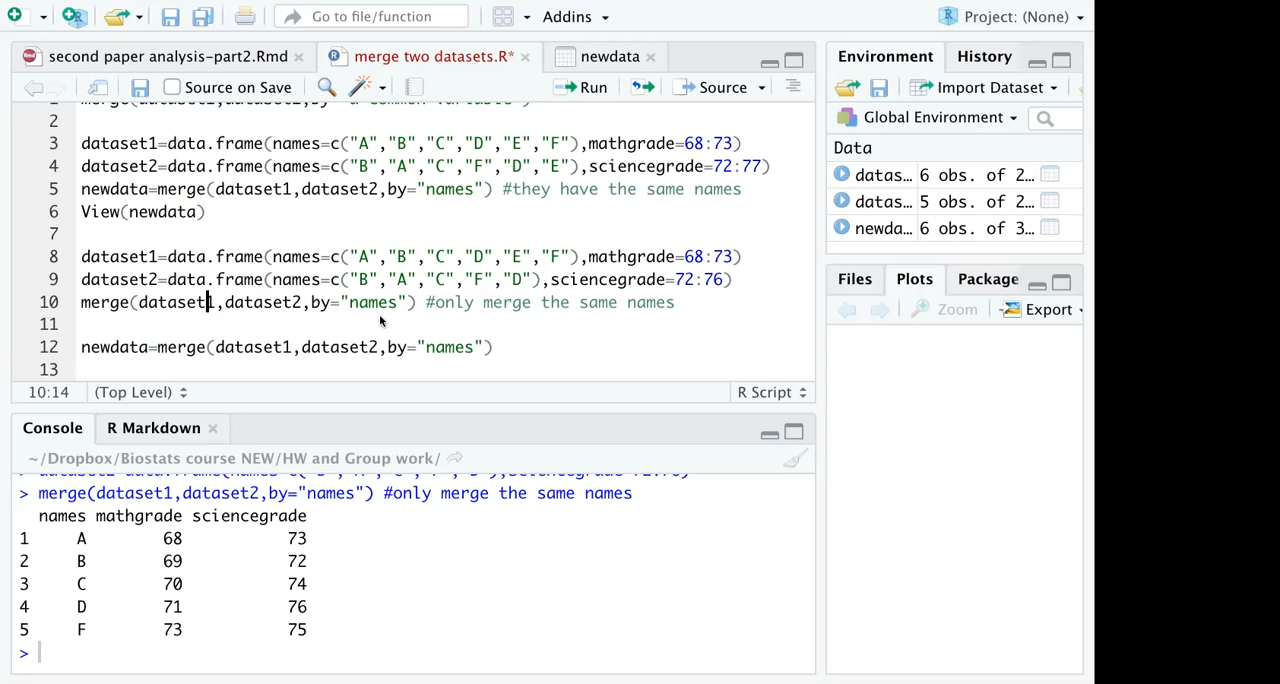 Go to file/function
Addins
Project: (None)
second paper analysis-part2.Rmd
merge two datasets.R*
newdata
Source on Save
Run
Source
2
3 dataset1=data.frame(names=c("A","B","C","D","E","F"),mathgrade=68:73)
4 dataset2=data.frame(names=c("B","A","C","F","D","E"),sciencegrade=72:77)
5 newdata=merge(dataset1,dataset2,by="names") #they have the same names
6 View(newdata)
7
8 dataset1=data.frame(names=c("A","B","C","D","E","F"),mathgrade=68:73)
9 dataset2=data.frame(names=c("B","A","C","F","D"),sciencegrade=72:76)
10 merge(dataset1,dataset2,by="names") #only merge the same names
11
12 newdata=merge(dataset1,dataset2,by="names")
13
10:14 (Top Level) R Script
Console
R Markdown
~/Dropbox/Biostats course NEW/HW and Group work/
> merge(dataset1,dataset2,by="names") #only merge the same names
names mathgrade sciencegrade
1 A 68 73
2 B 69 72
3 C 70 74
4 D 71 76
5 F 73 75
>
Environment
History
Import Dataset
Global Environment
Data
datas… 6 obs. of 2…
datas… 5 obs. of 2…
newda… 6 obs. of 3…
Files
Plots
Package
Zoom
Export